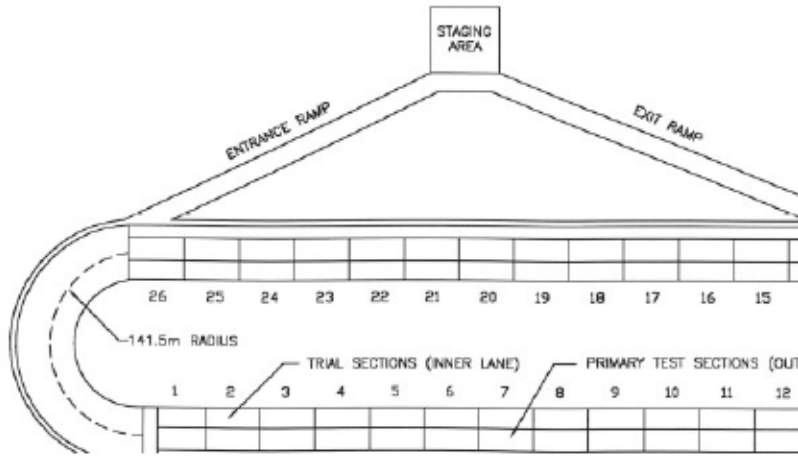 STAGING
AREA
ENTRANCE RAMP
EXIT RAMP
26 25 24 23 22 21 20 19 18 17 16 15
141.5m RADIUS
TRIAL SECTIONS (INNER LANE)
PRIMARY TEST SECTIONS (OUT
1 2 3 4 5 6 7 8 9 10 11 12